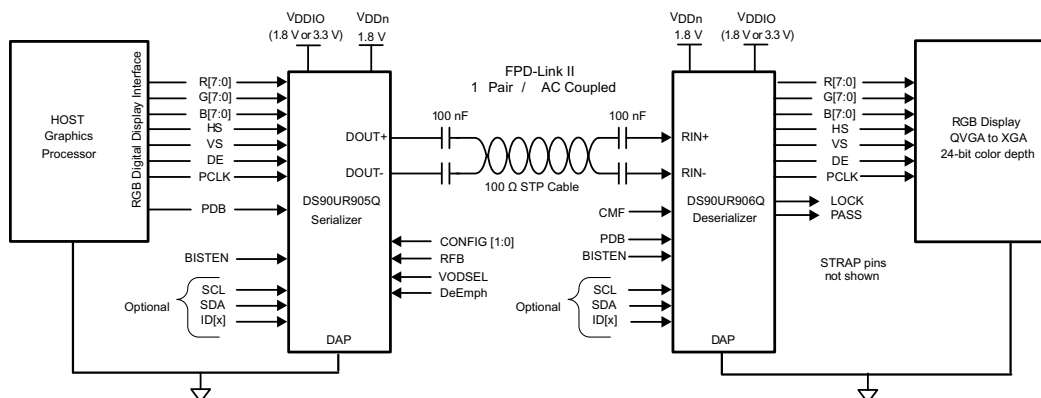 VDDIO
(1.8 V or 3.3 V)
VDDn
1.8 V
VDDn
1.8 V
VDDIO
(1.8 V or 3.3 V)
HOST
Graphics
Processor
RGB Digital Display Interface
R[7:0]
G[7:0]
B[7:0]
HS
VS
DE
PCLK
PDB
BISTEN
Optional
SCL
SDA
ID[x]
DOUT+
DOUT-
DS90UR905Q
Serializer
DAP
CONFIG [1:0]
RFB
VODSEL
DeEmph
FPD-Link II
1 Pair / AC Coupled
100 nF
100 nF
100 Ω STP Cable
RIN+
RIN-
DS90UR906Q
Deserializer
DAP
CMF
PDB
BISTEN
Optional
SCL
SDA
ID[x]
R[7:0]
G[7:0]
B[7:0]
HS
VS
DE
PCLK
LOCK
PASS
STRAP pins
not shown
RGB Display
QVGA to XGA
24-bit color depth